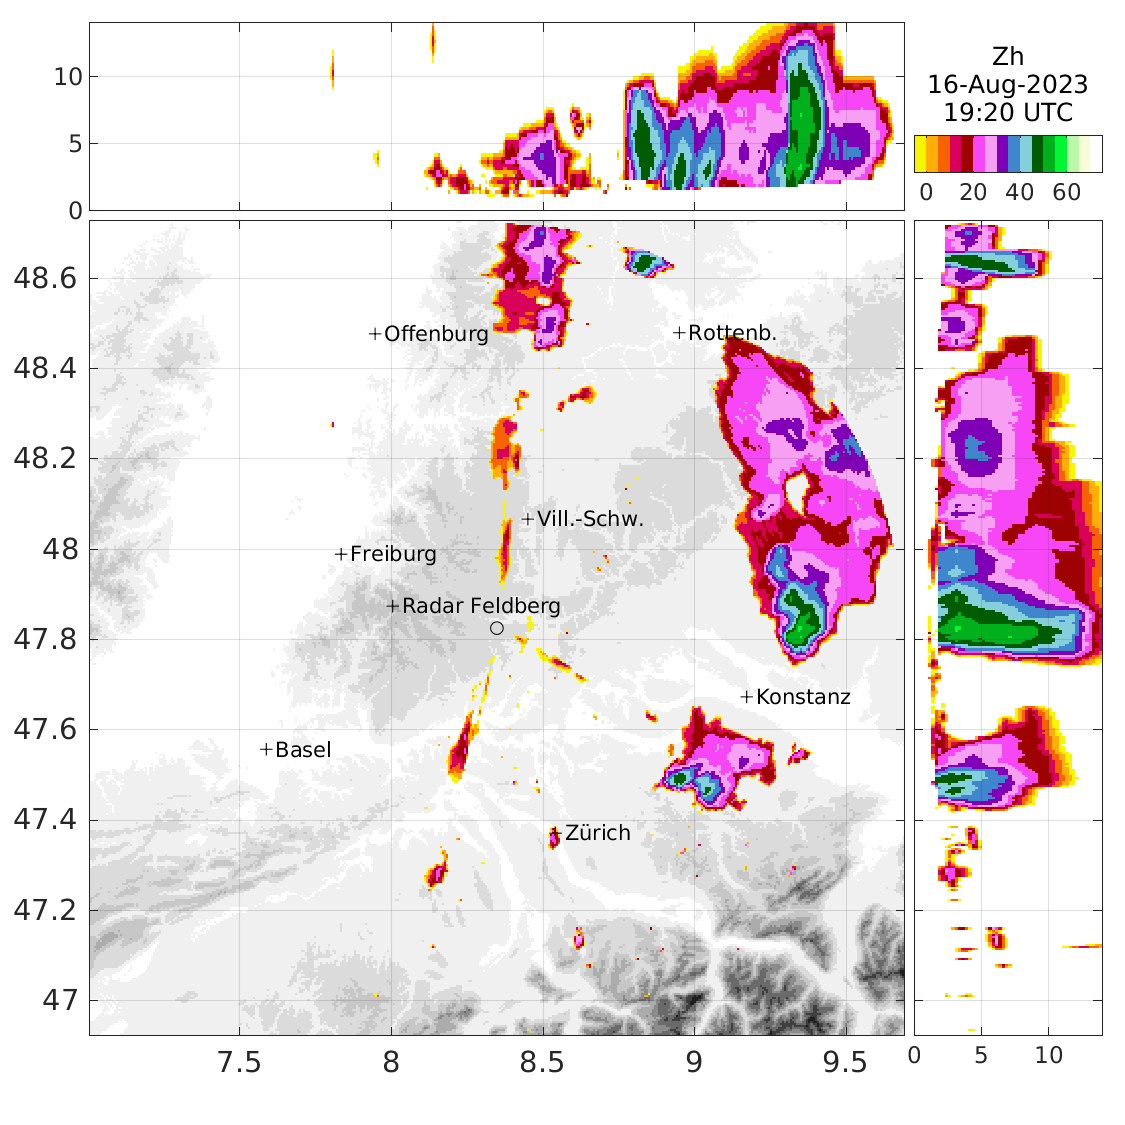 10
5
0
Zh
16-Aug-2023
19:20 UTC
0 20 40 60
48.6
48.4
48.2
48
47.8
47.6
47.4
47.2
47
+Offenburg
+Rottenb.
+Vill.-Schw.
+Freiburg
+Radar Feldberg
+Konstanz
+Basel
+Zürich
7.5 8 8.5 9 9.5
0 5 10